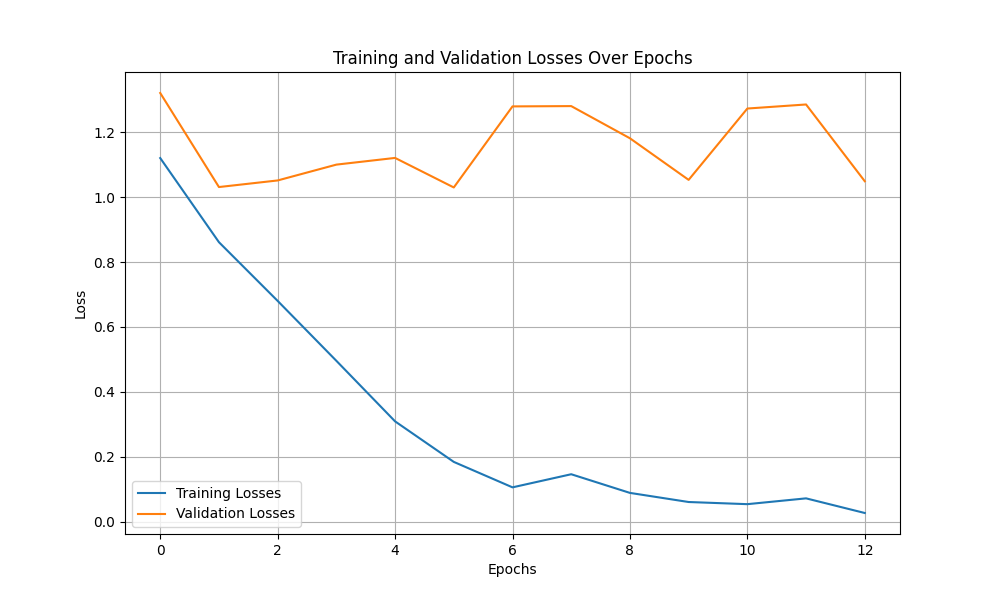 Training and Validation Losses Over Epochs
1.2
1.0
0.8
0.6
0.4
0.2
0.0
Loss
Training Losses
Validation Losses
0 2 4 6 8 10 12
Epochs